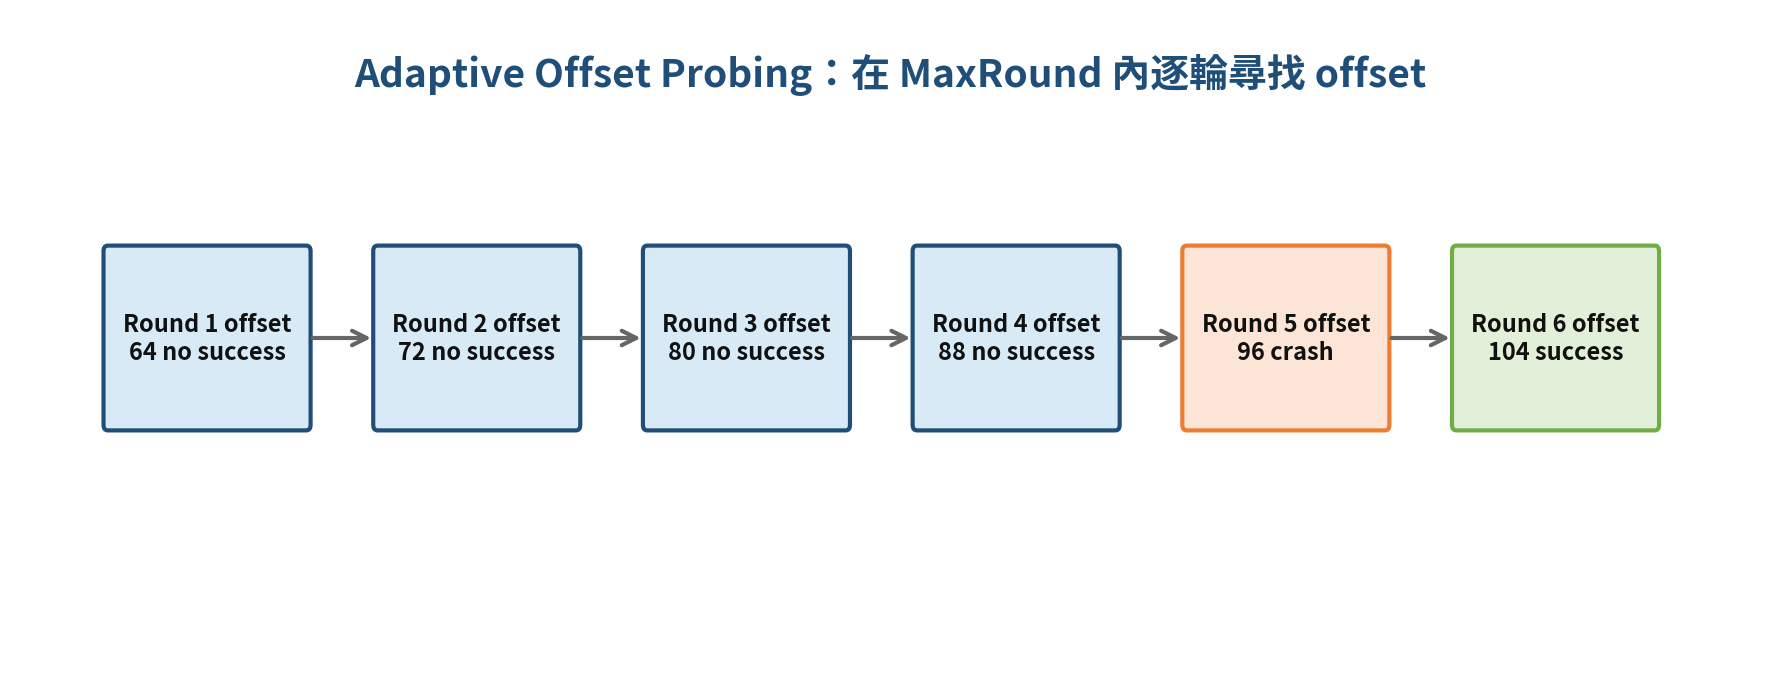 Adaptive Offset Probing：在 MaxRound 內逐輪尋找 offset
Round 1 offset
64 no success
Round 2 offset
72 no success
Round 3 offset
80 no success
Round 4 offset
88 no success
Round 5 offset
96 crash
Round 6 offset
104 success